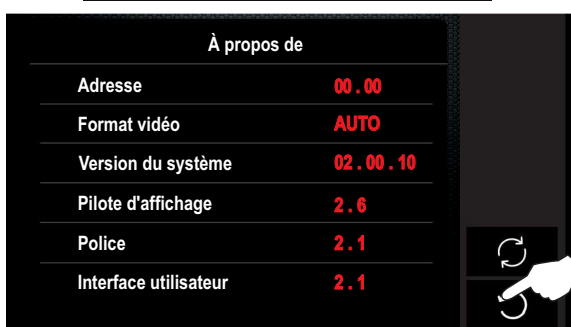 À propos de
Adresse 00 . 00
Format vidéo AUTO
Version du système 02 . 00 . 10
Pilote d'affichage 2 . 6
Police 2 . 1
Interface utilisateur 2 . 1